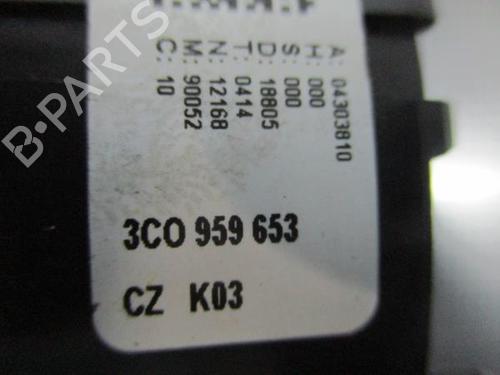 A: 04303810
H: 000
S: 000
D: 18805
T: 0414
N: 12168
M: 90052
C: 10
3C0 959 653
CZ K03
B-PARTS